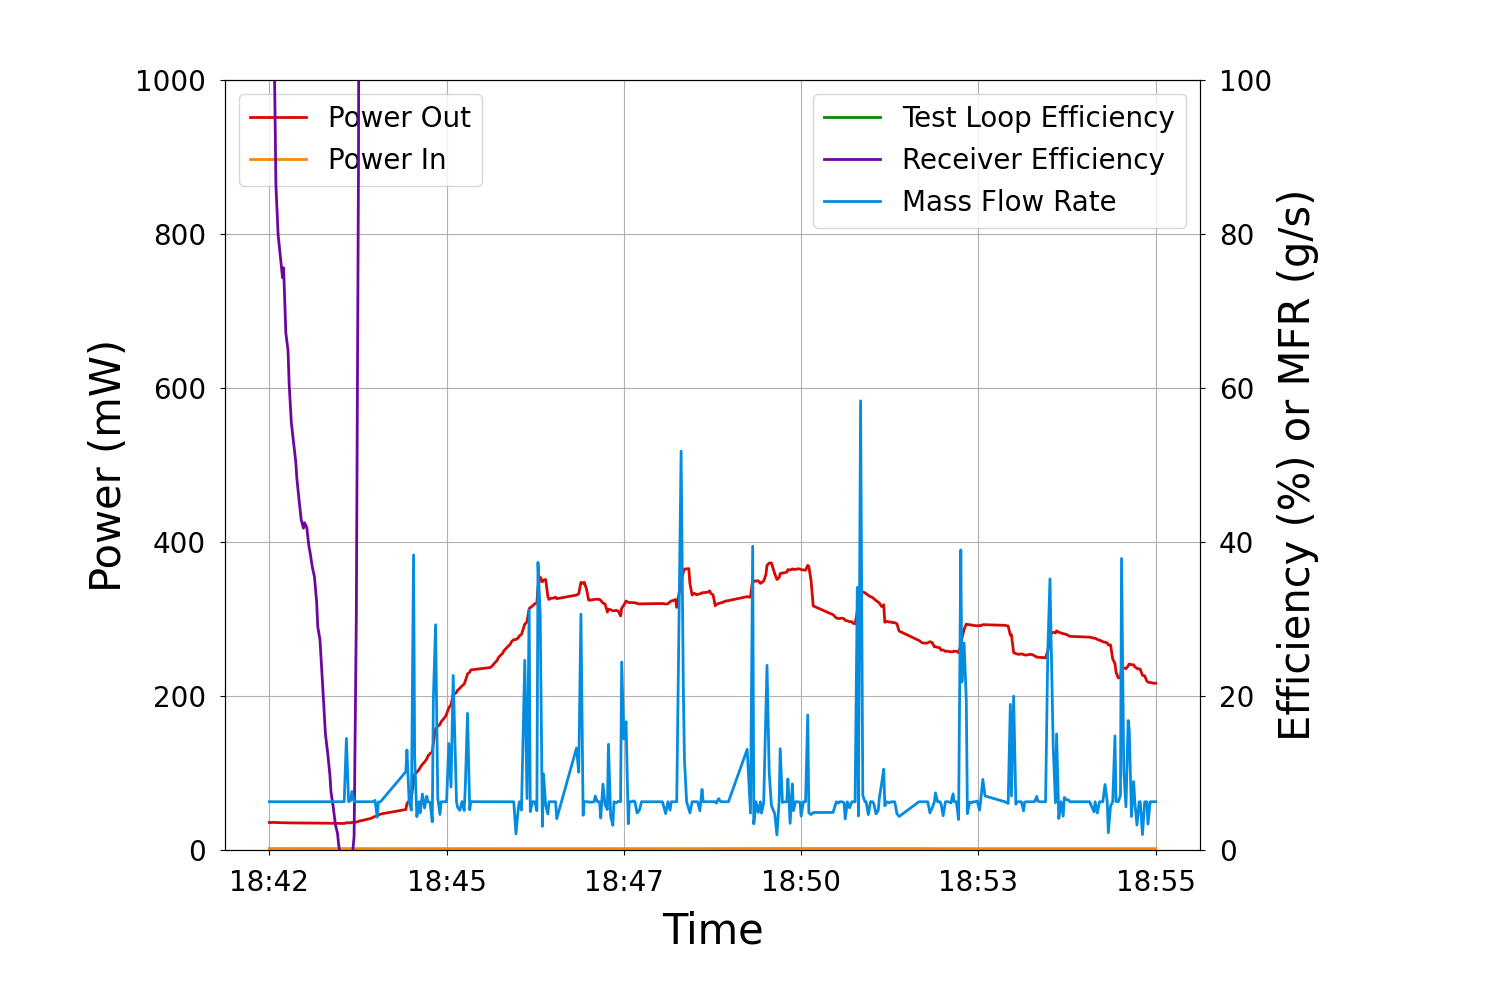 1000
800
600
400
200
0
Power (mW)
Power Out
Power In
Test Loop Efficiency
Receiver Efficiency
Mass Flow Rate
100
80
60
40
20
0
Efficiency (%) or MFR (g/s)
18:42 18:45 18:47 18:50 18:53 18:55
Time